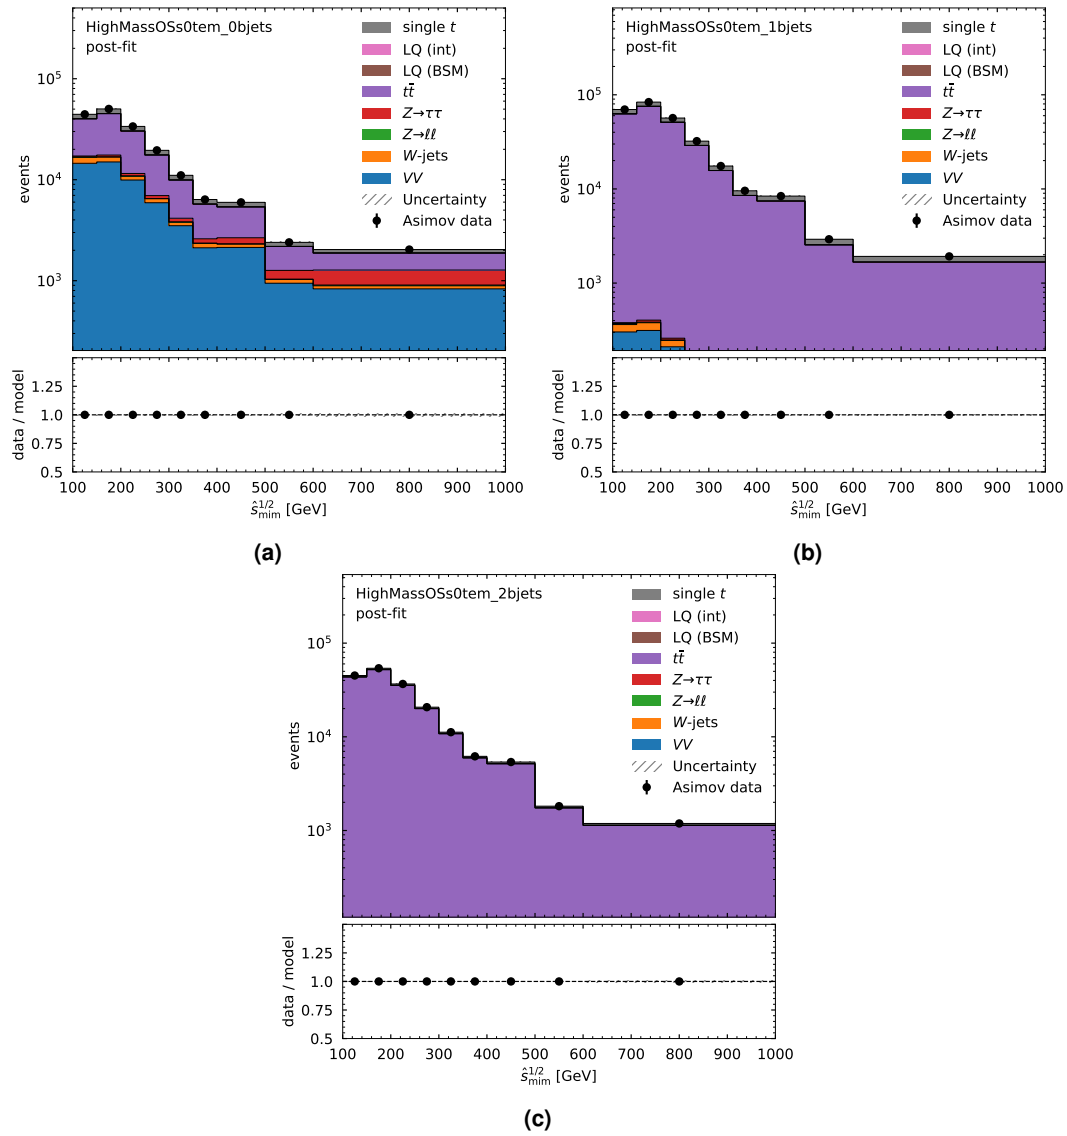 HighMassOSs0tem_0bjets
post-fit
single t
LQ (int)
LQ (BSM)
tt̄
Z→ττ
Z→ℓℓ
W-jets
VV
Uncertainty
Asimov data
events
10⁵
10⁴
10³
data / model
1.25
1.0
0.75
0.5
100 200 300 400 500 600 700 800 900 1000
ŝ_mim^1/2 [GeV]
(a)
HighMassOSs0tem_1bjets
post-fit
single t
LQ (int)
LQ (BSM)
tt̄
Z→ττ
Z→ℓℓ
W-jets
VV
Uncertainty
Asimov data
events
10⁵
10⁴
10³
data / model
1.25
1.0
0.75
0.5
100 200 300 400 500 600 700 800 900 1000
ŝ_mim^1/2 [GeV]
(b)
HighMassOSs0tem_2bjets
post-fit
single t
LQ (int)
LQ (BSM)
tt̄
Z→ττ
Z→ℓℓ
W-jets
VV
Uncertainty
Asimov data
events
10⁵
10⁴
10³
data / model
1.25
1.0
0.75
0.5
100 200 300 400 500 600 700 800 900 1000
ŝ_mim^1/2 [GeV]
(c)